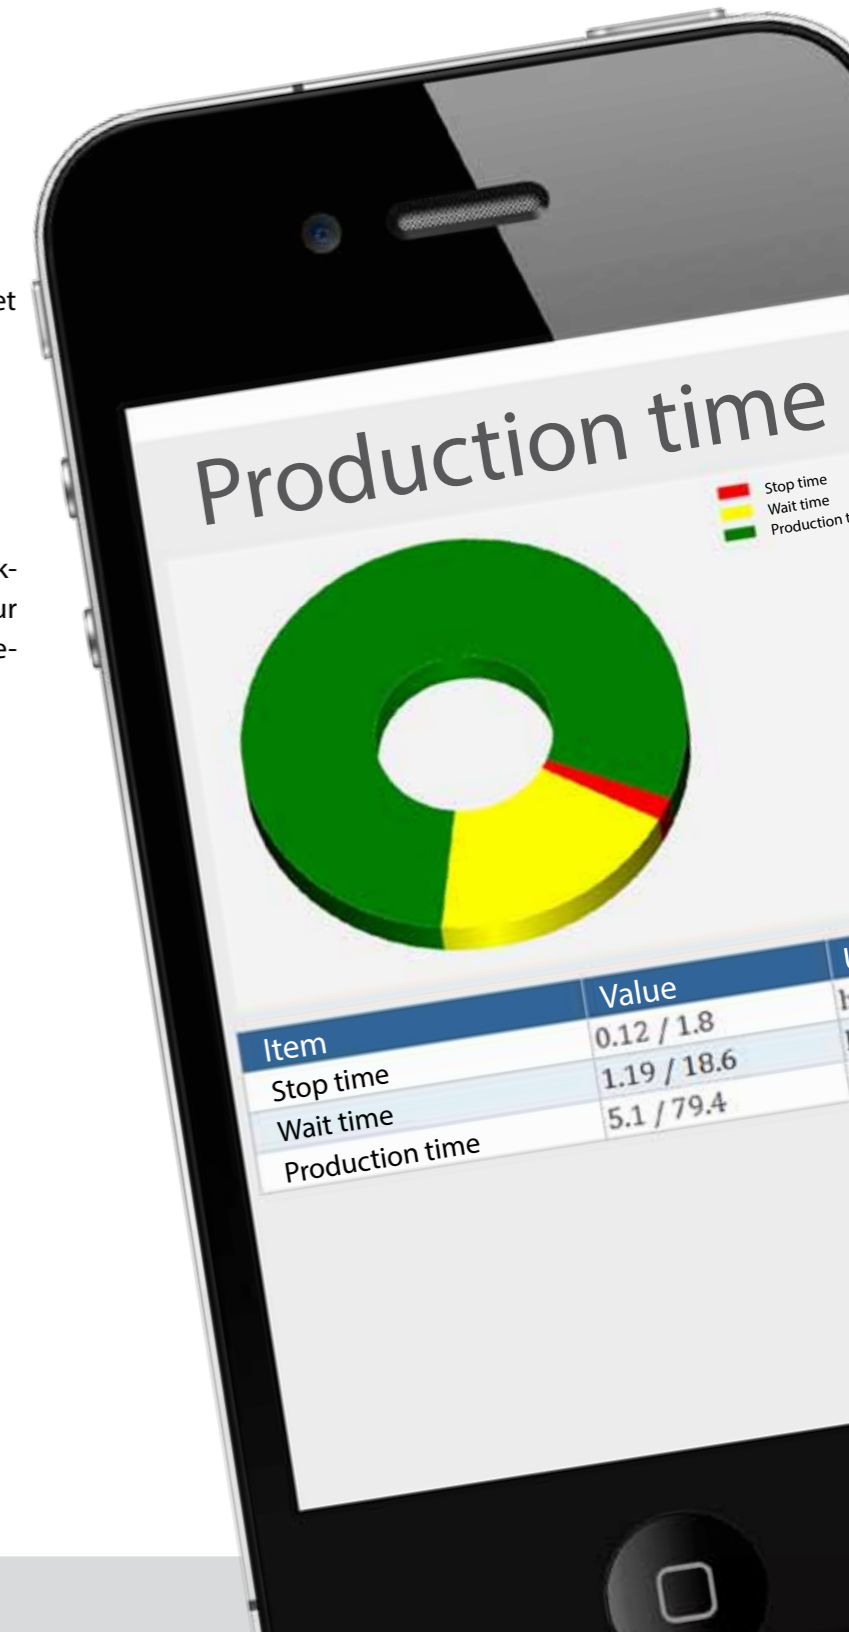 et
k-
ur
e-
Production time
Stop time
Wait time
Production t
Item Value U
Stop time 0.12 / 1.8 h
Wait time 1.19 / 18.6
Production time 5.1 / 79.4